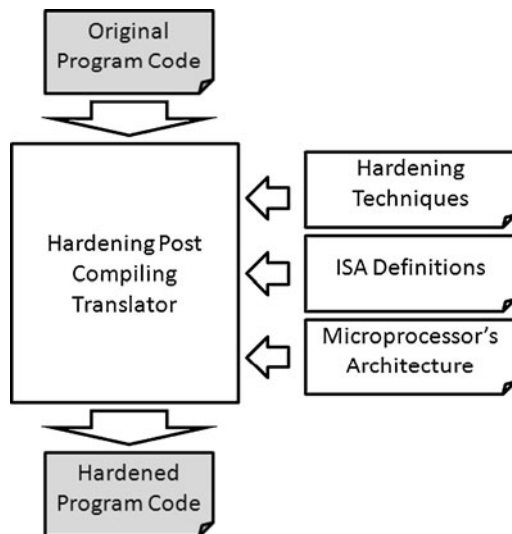 Original
Program Code
Hardening Post
Compiling
Translator
Hardening
Techniques
ISA Definitions
Microprocessor's
Architecture
Hardened
Program Code